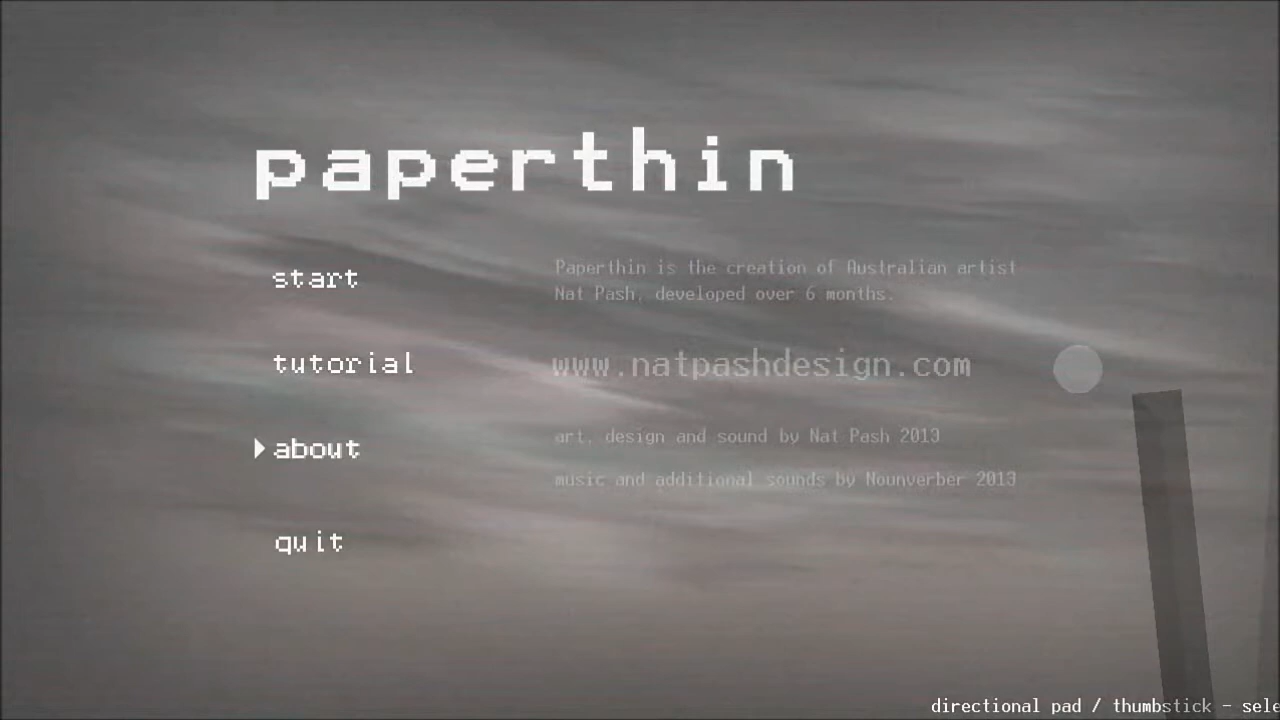 paperthin
start
Paperthin is the creation of Australian artist
Nat Pash, developed over 6 months.
tutorial
www.natpashdesign.com
art, design and sound by Nat Pash 2013
about
music and additional sounds by Nounverber 2013
quit
directional pad / thumbstick - sele